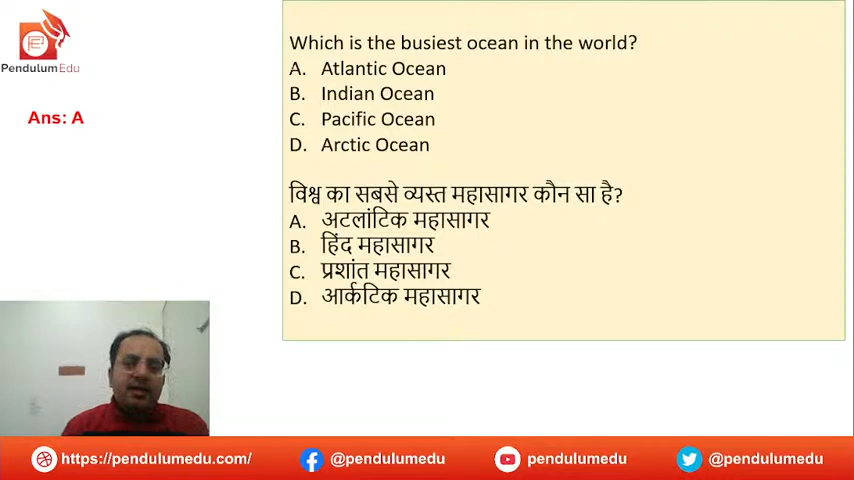 PendulumEdu
Ans: A
Which is the busiest ocean in the world?
A. Atlantic Ocean
B. Indian Ocean
C. Pacific Ocean
D. Arctic Ocean
विश्व का सबसे व्यस्त महासागर कौन सा है?
A. अटलांटिक महासागर
B. हिंद महासागर
C. प्रशांत महासागर
D. आर्कटिक महासागर
https://pendulumedu.com/ @pendulumedu pendulumedu @pendulumedu